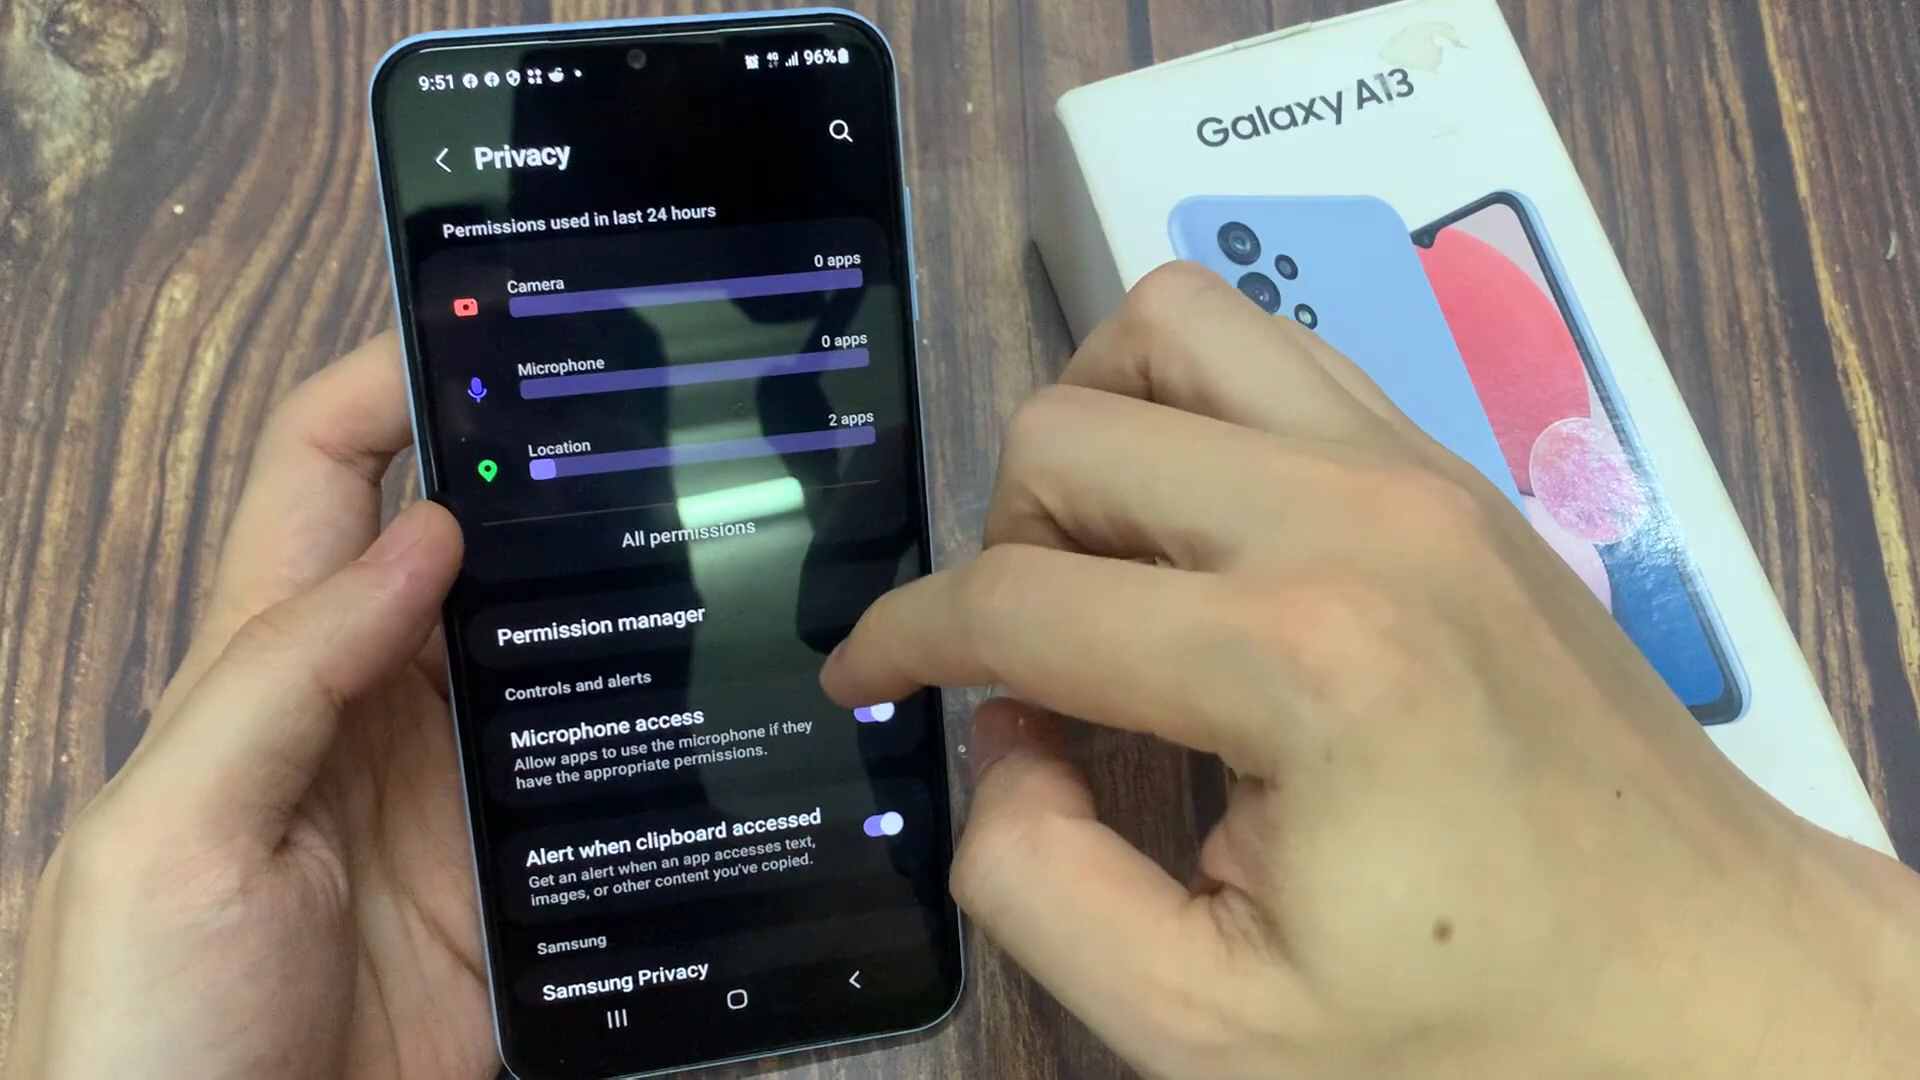 9:51
4G
96%
Privacy
Permissions used in last 24 hours
0 apps
Camera
0 apps
Microphone
2 apps
Location
All permissions
Permission manager
Controls and alerts
Microphone access
Allow apps to use the microphone if they
have the appropriate permissions.
Alert when clipboard accessed
Get an alert when an app accesses text,
images, or other content you've copied.
Samsung
Samsung Privacy
Galaxy A13